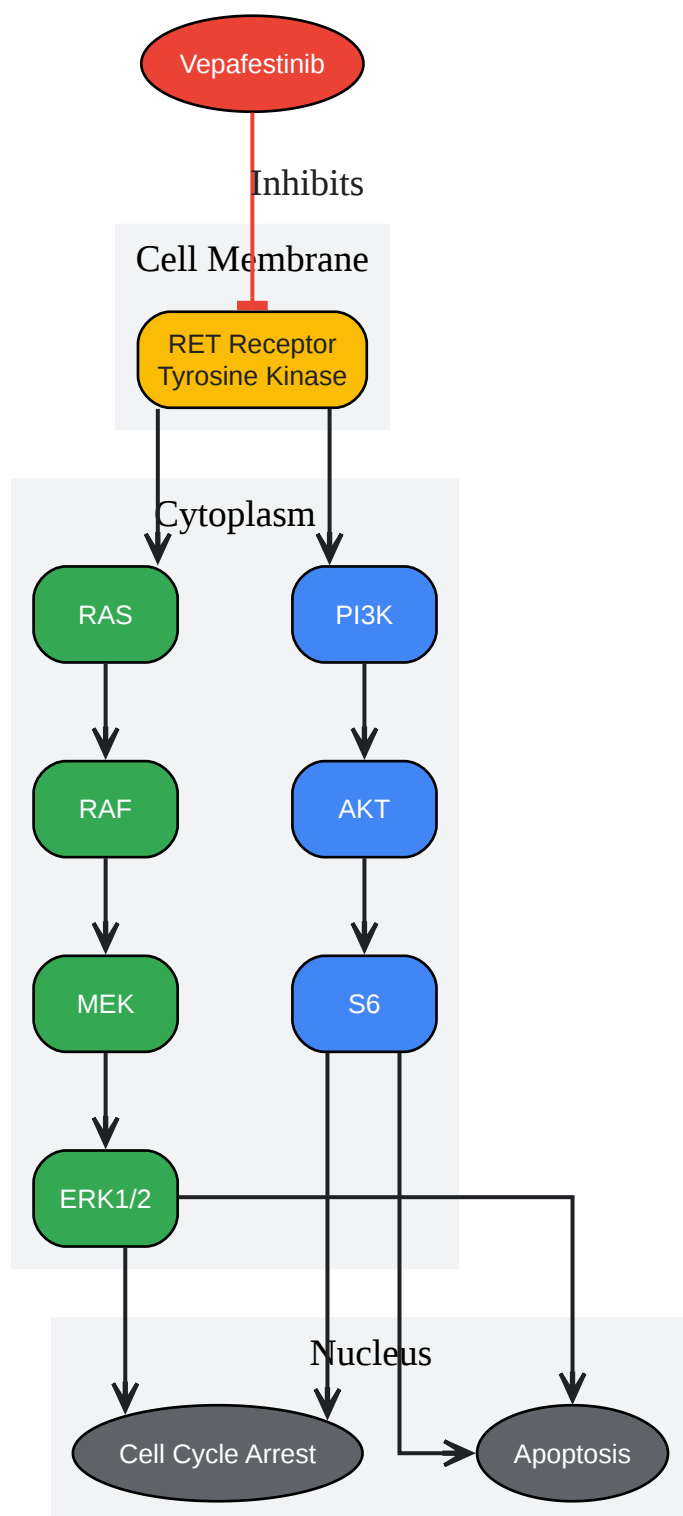 Vepafestinib
Inhibits
Cell Membrane
RET Receptor
Tyrosine Kinase
Cytoplasm
RAS
PI3K
RAF
AKT
MEK
S6
ERK1/2
Nucleus
Cell Cycle Arrest
Apoptosis